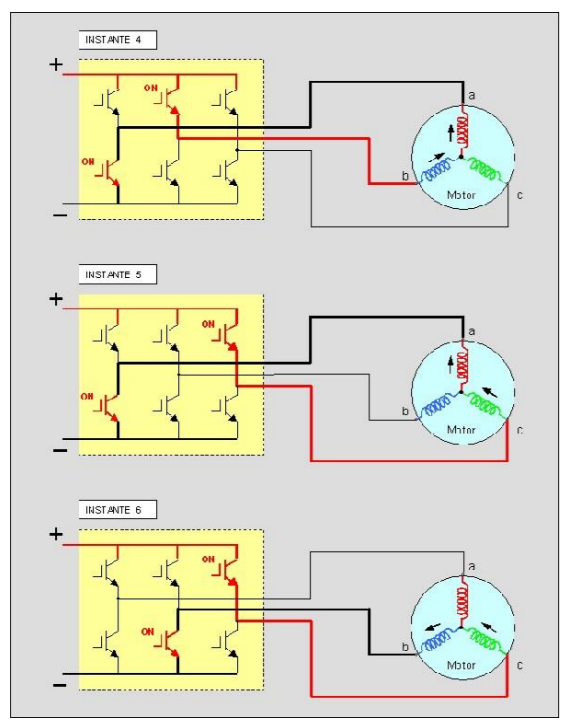 INSTANTE 4
+
ON
a
ON
b
Motor
c
−
INSTANTE 5
+
ON
a
ON
b
c
Motor
−
INSTANTE 6
+
ON
a
ON
b
Motor
c
−